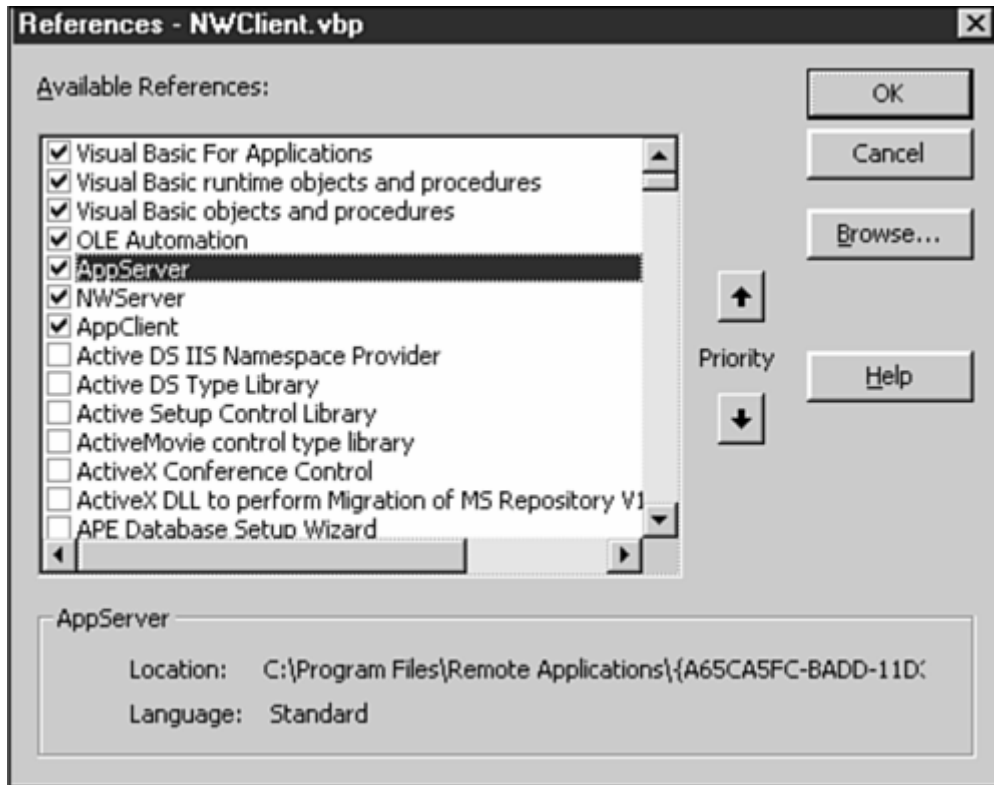 References - NWClient.vbp
Available References:
Visual Basic For Applications
Visual Basic runtime objects and procedures
Visual Basic objects and procedures
OLE Automation
AppServer
NWServer
AppClient
Active DS IIS Namespace Provider
Active DS Type Library
Active Setup Control Library
ActiveMovie control type library
ActiveX Conference Control
ActiveX DLL to perform Migration of MS Repository V1
APE Database Setup Wizard
OK
Cancel
Browse...
Priority
Help
AppServer
Location: C:\Program Files\Remote Applications\{A65CA5FC-BADD-11D
Language: Standard